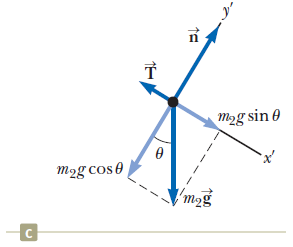 y′
n⃗
T⃗
m₂g sin θ
x′
θ
m₂g cos θ
m₂g⃗
c